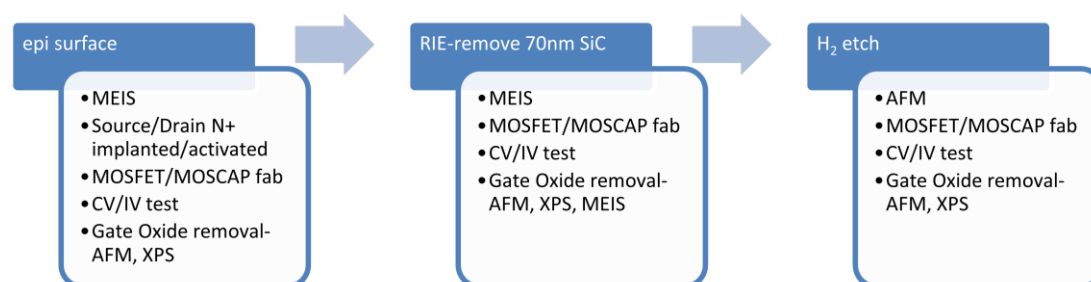 epi surface
• MEIS
• Source/Drain N+
implanted/activated
• MOSFET/MOSCAP fab
• CV/IV test
• Gate Oxide removal-
AFM, XPS
RIE-remove 70nm SiC
• MEIS
• MOSFET/MOSCAP fab
• CV/IV test
• Gate Oxide removal-
AFM, XPS, MEIS
H₂ etch
• AFM
• MOSFET/MOSCAP fab
• CV/IV test
• Gate Oxide removal-
AFM, XPS